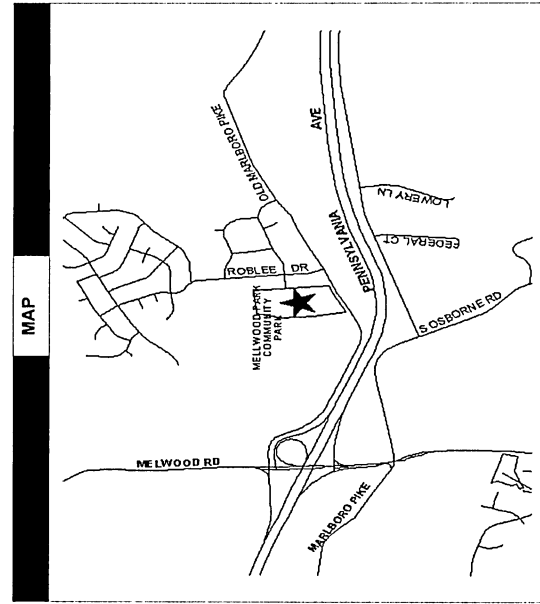 MAP
OLD MARLBORO PIKE
AVE
LOWERY LN
FEDERAL CT
PENNSYLVANIA
ROBLEE DR
MELLWOOD PARK
COMMUNITY
PARK
S OSBORNE RD
MELWOOD RD
MARLBORO PIKE